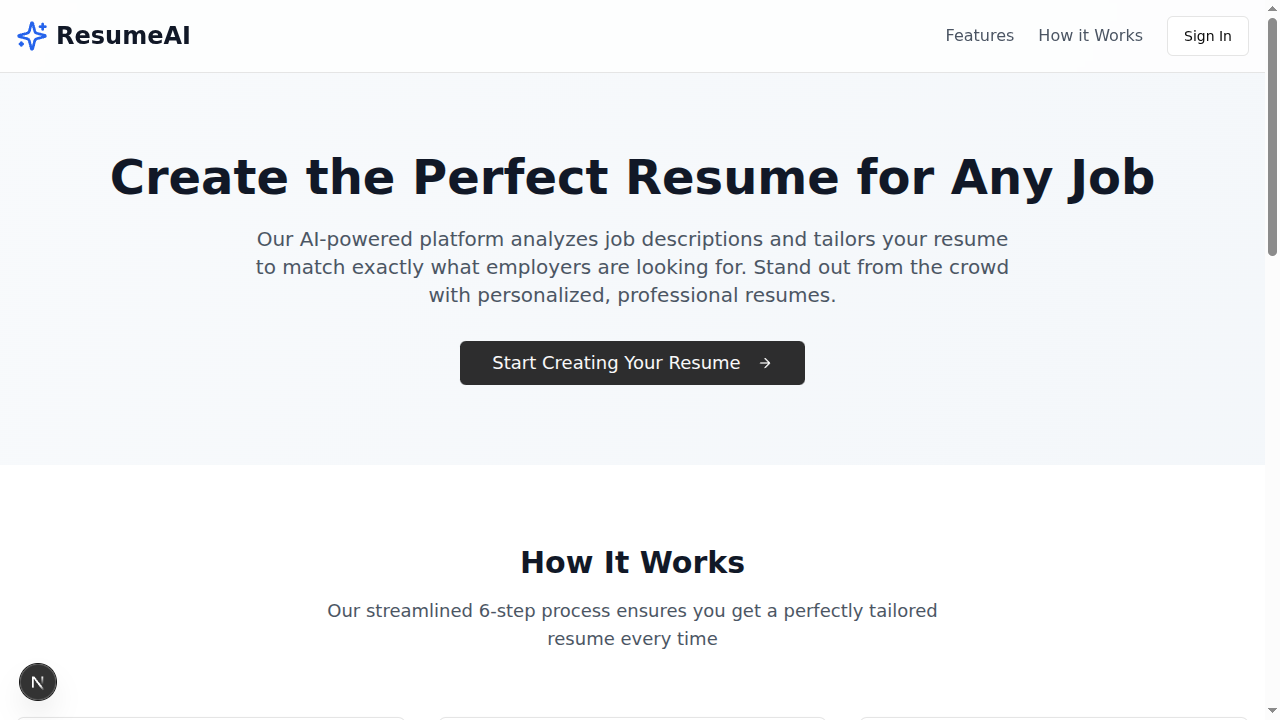 ResumeAI
Features
How it Works
Sign In
Create the Perfect Resume for Any Job
Our AI-powered platform analyzes job descriptions and tailors your resume
to match exactly what employers are looking for. Stand out from the crowd
with personalized, professional resumes.
Start Creating Your Resume
How It Works
Our streamlined 6-step process ensures you get a perfectly tailored
resume every time
N